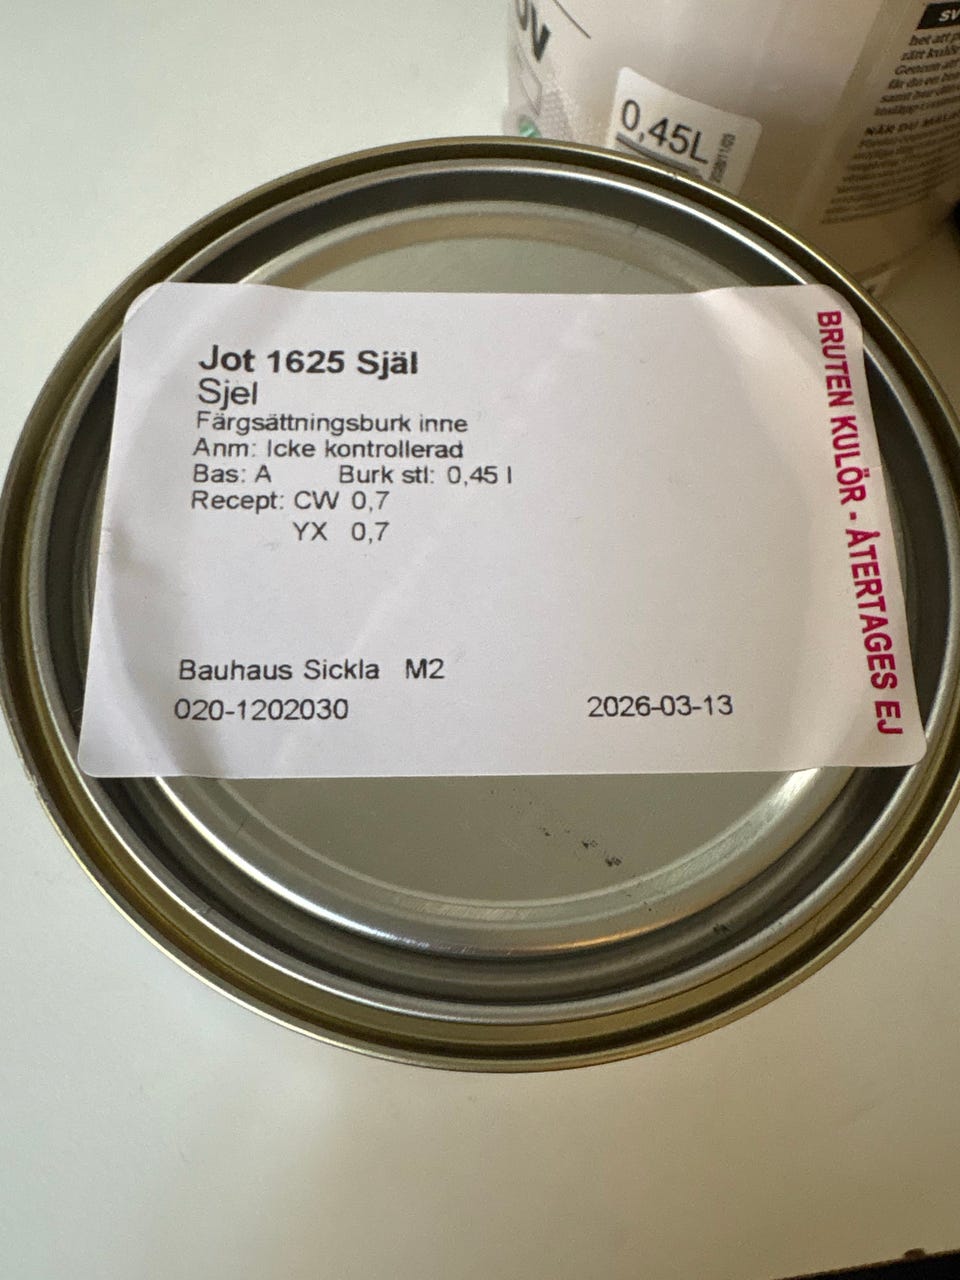 0,45L
Jot 1625 Själ
Sjel
Färgsättningsburk inne
Anm: Icke kontrollerad
Bas: A Burk stl: 0,45 l
Recept: CW 0,7
YX 0,7
Bauhaus Sickla M2
020-1202030 2026-03-13
BRUTEN KULÖR - ÅTERTAGES EJ
SV